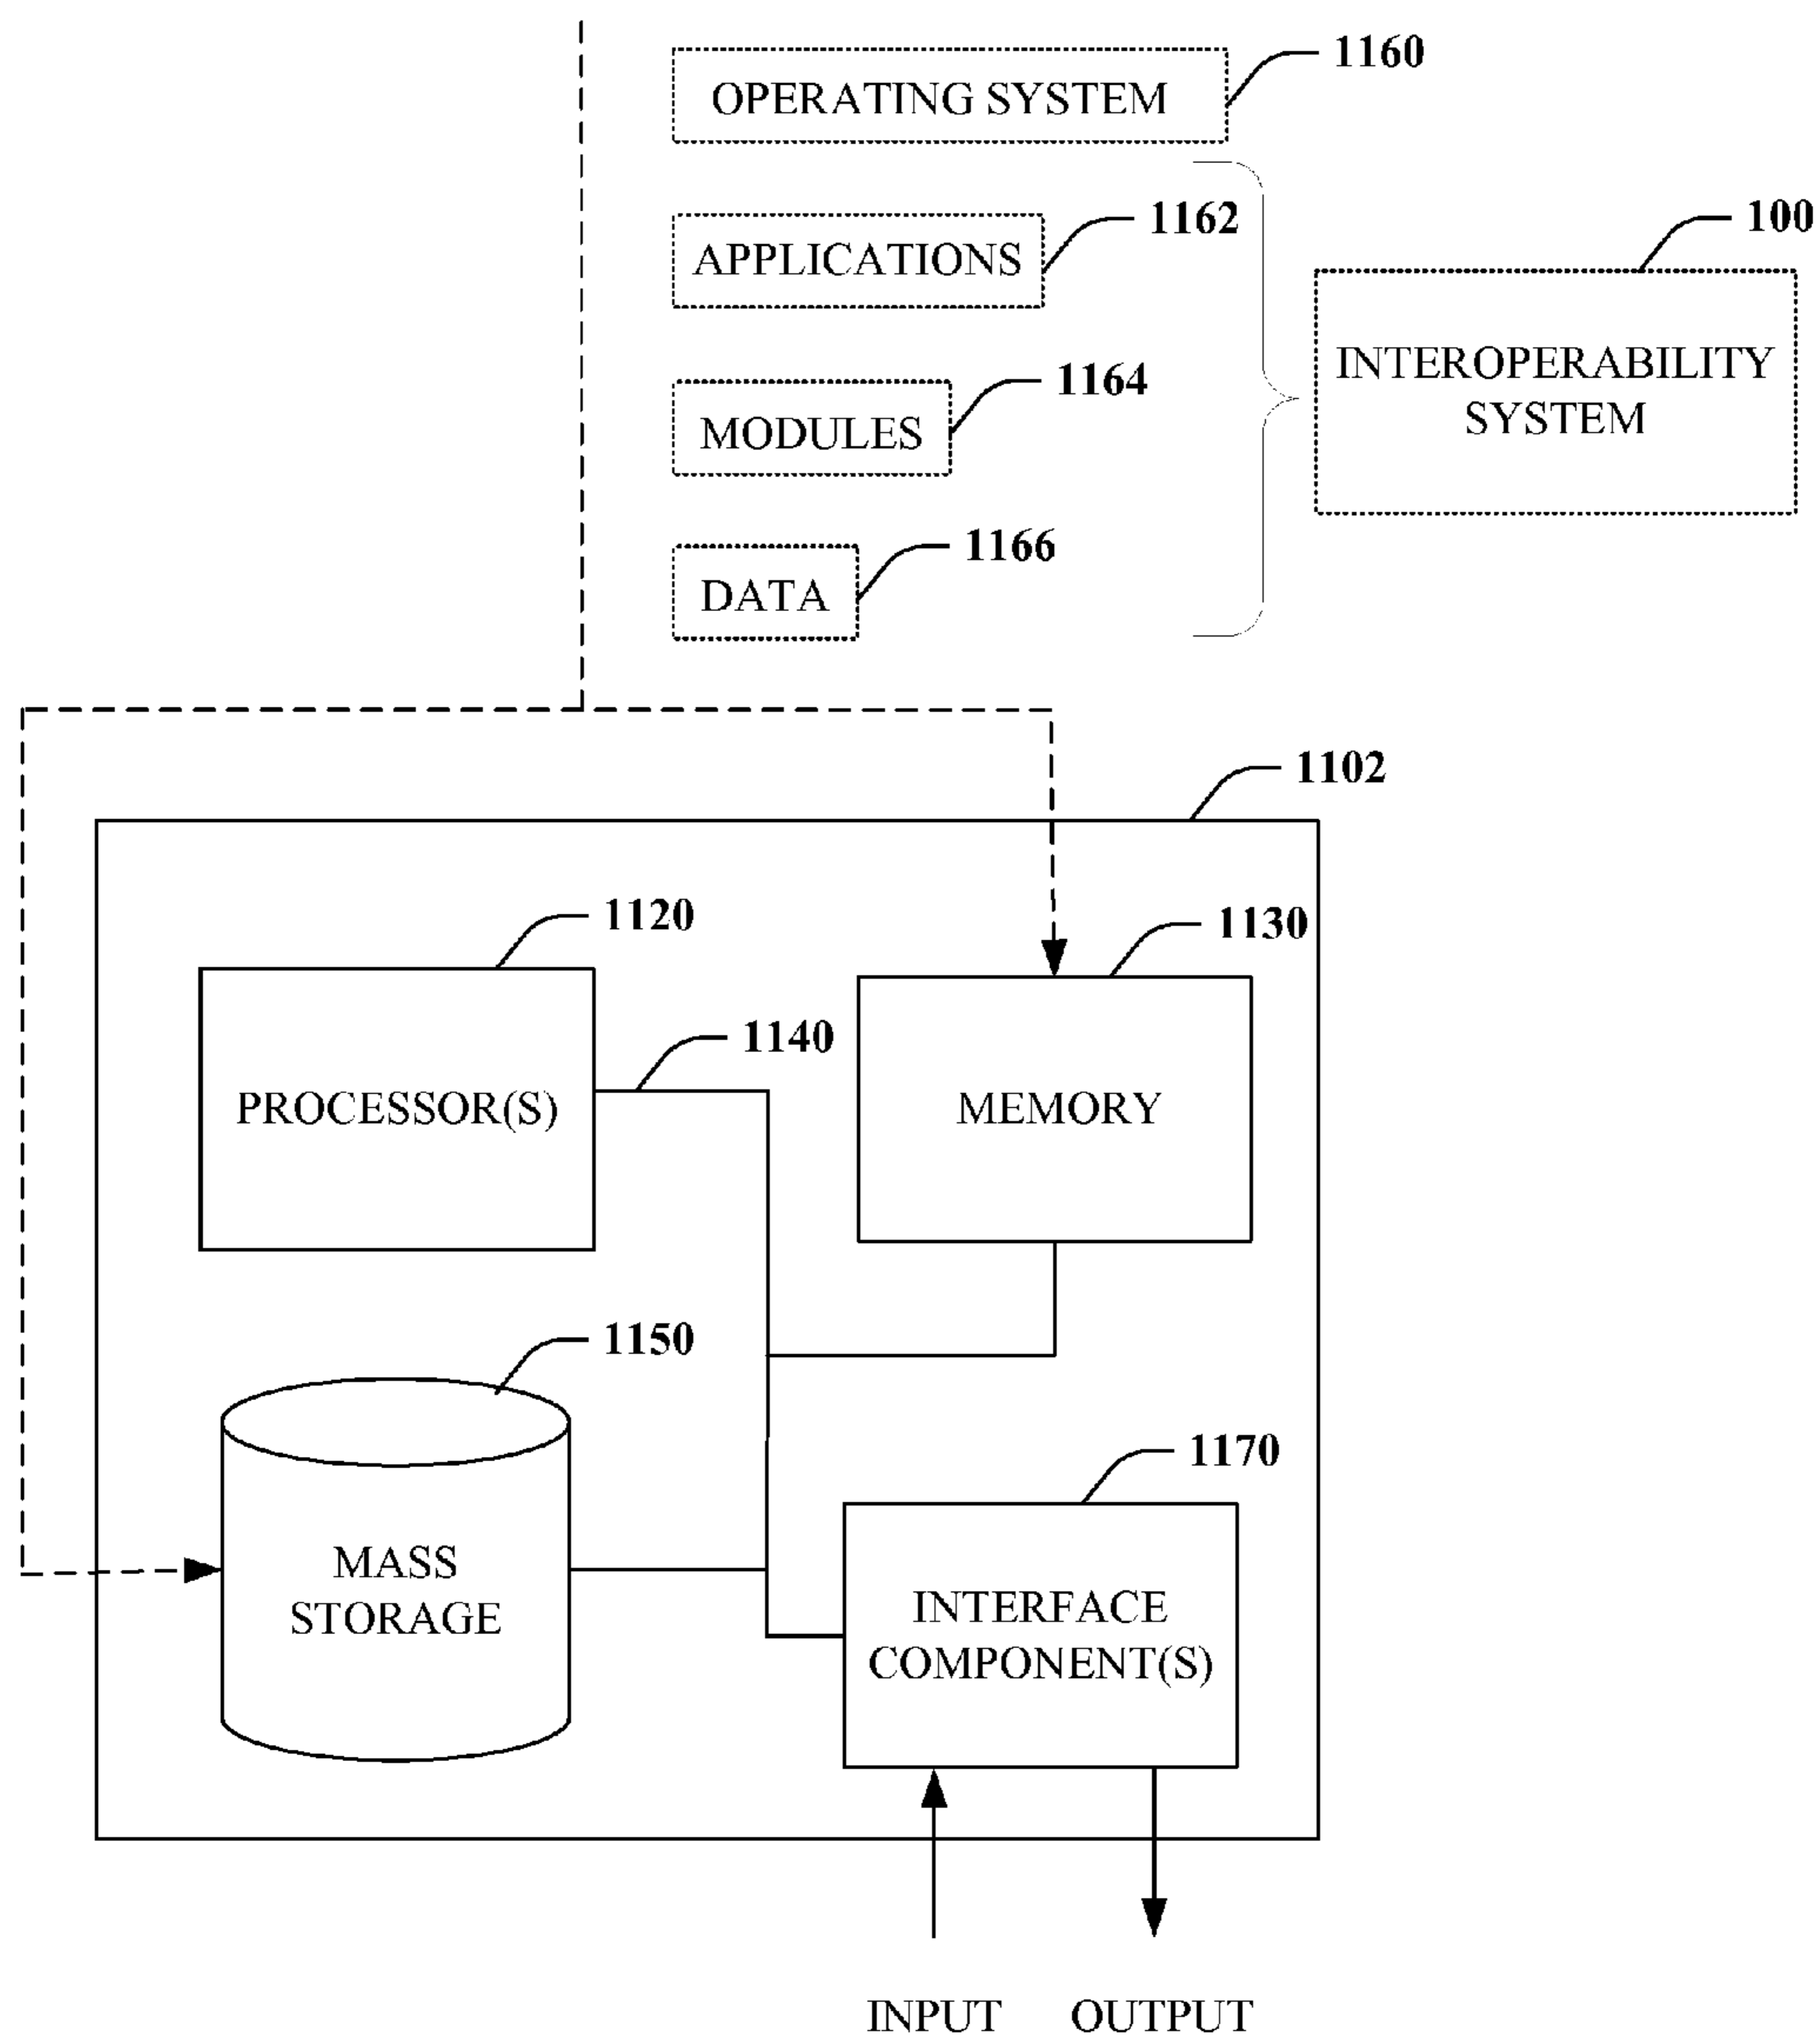 1160
OPERATING SYSTEM
1162
100
APPLICATIONS
INTEROPERABILITY
SYSTEM
1164
MODULES
1166
DATA
1102
1120
1130
1140
PROCESSOR(S)
MEMORY
1150
1170
MASS
STORAGE
INTERFACE
COMPONENT(S)
INPUT
OUTPUT